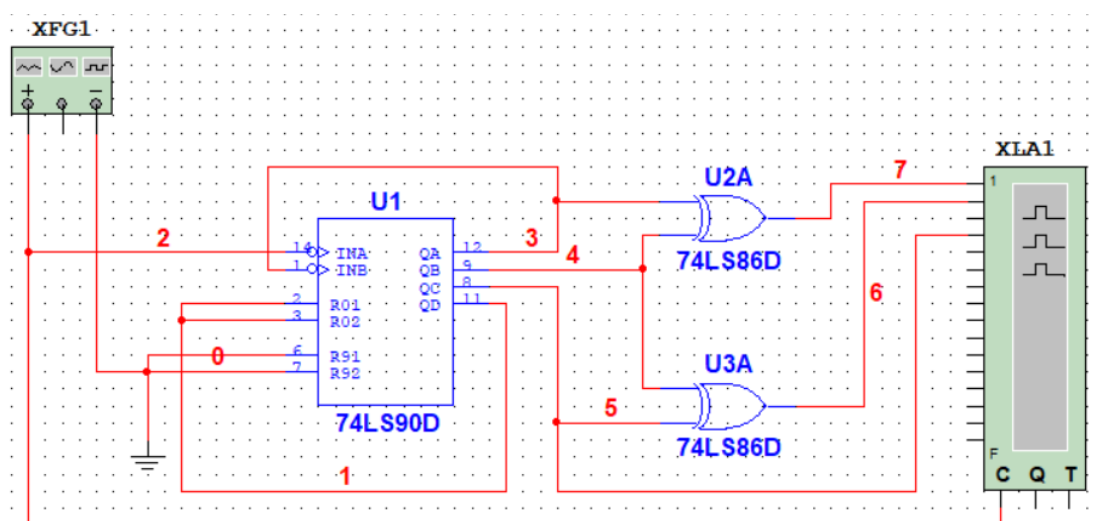 XFG1
+ −
XLA1
U2A
7
1
U1
2
3
4
14 INA QA 12
1 INB QB 9
QC 8
2 R01 QD 11
3 R02
74LS86D
6
0
6 R91
7 R92
U3A
5
74LS90D
74LS86D
1
F
C Q T